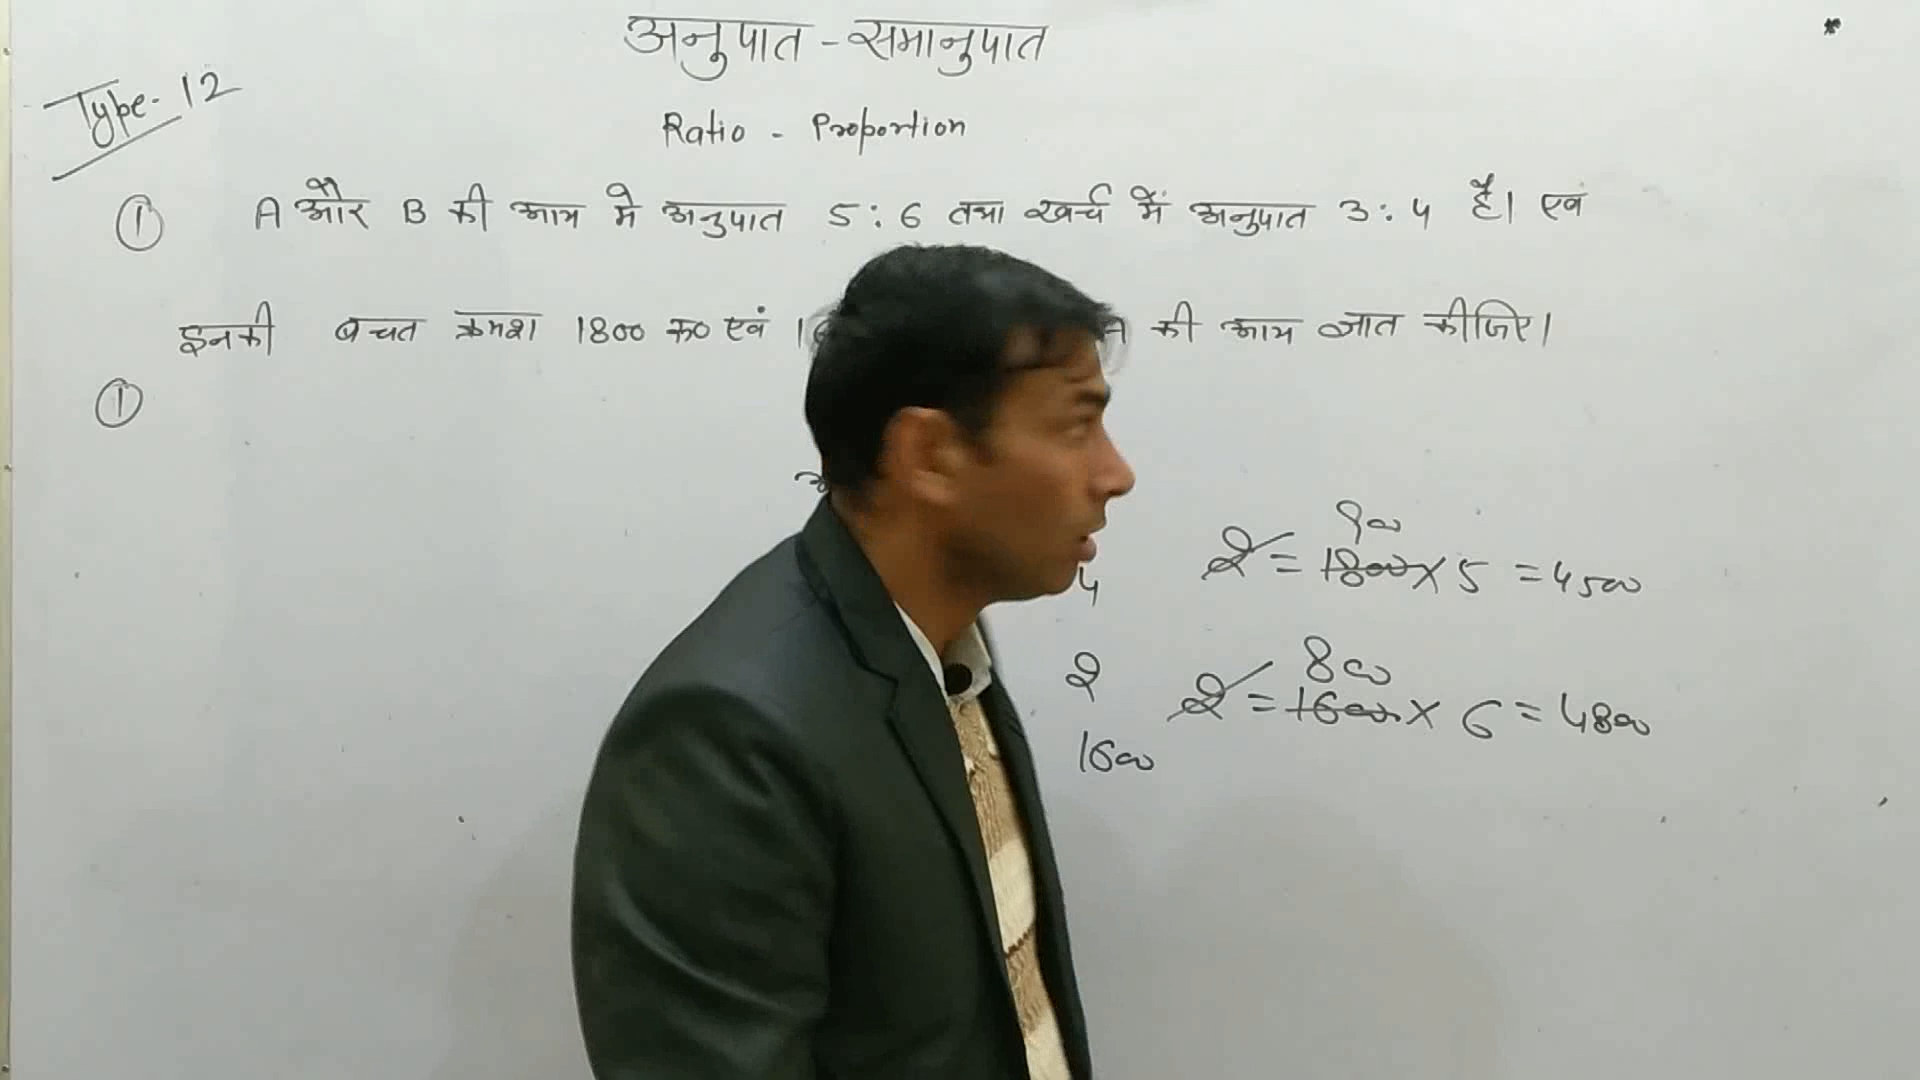 अनुपात - समानुपात
Type - 12
Ratio - Proportion
① A और B की आय मे अनुपात 5 : 6 तथा खर्च में अनुपात 3 : 4 है। एवं
इनकी बचत क्रमश 1800 रू० एवं की आय ज्ञात कीजिए।
①
900
2 = 1800 × 5 = 4500
4
800
2 2 = 1600 × 6 = 4800
1600